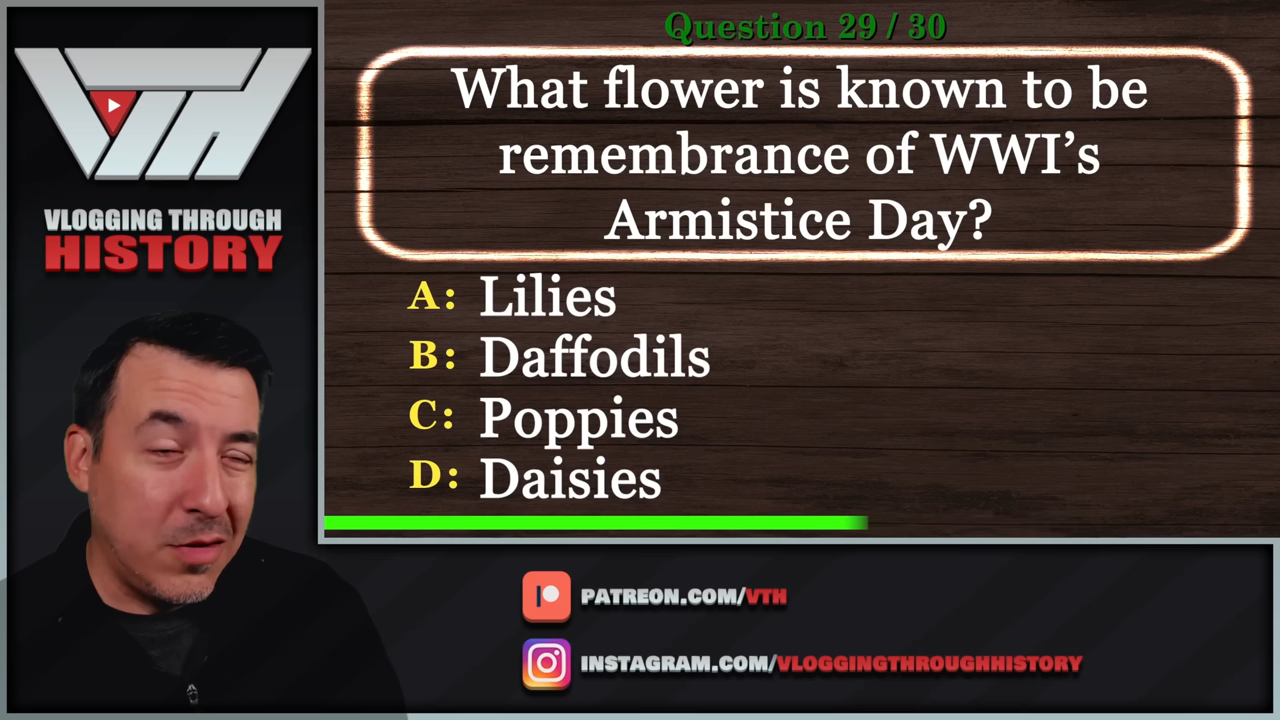 VTH
VLOGGING THROUGH
HISTORY
Question 29 / 30
What flower is known to be
remembrance of WWI’s
Armistice Day?
A: Lilies
B: Daffodils
C: Poppies
D: Daisies
PATREON.COM/VTH
INSTAGRAM.COM/VLOGGINGTHROUGHHISTORY